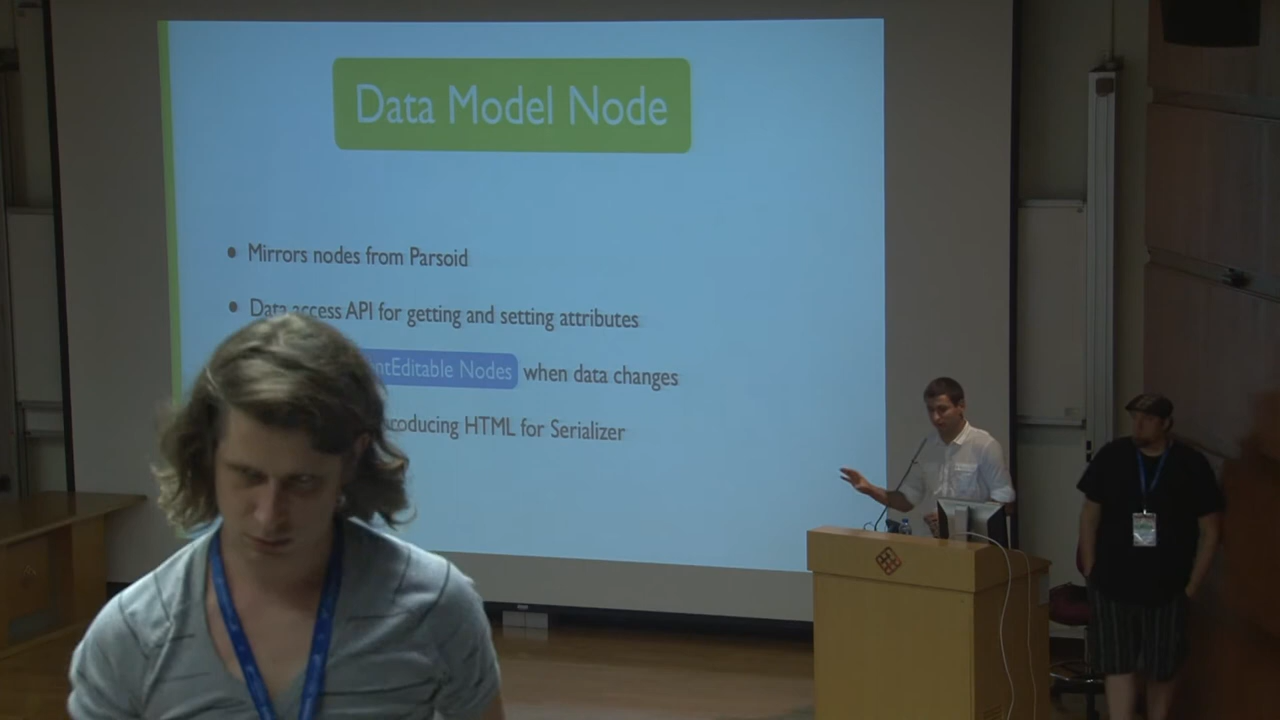 Data Model Node
• Mirrors nodes from Parsoid
• Data access API for getting and setting attributes
ntEditable Nodes when data changes
roducing HTML for Serializer